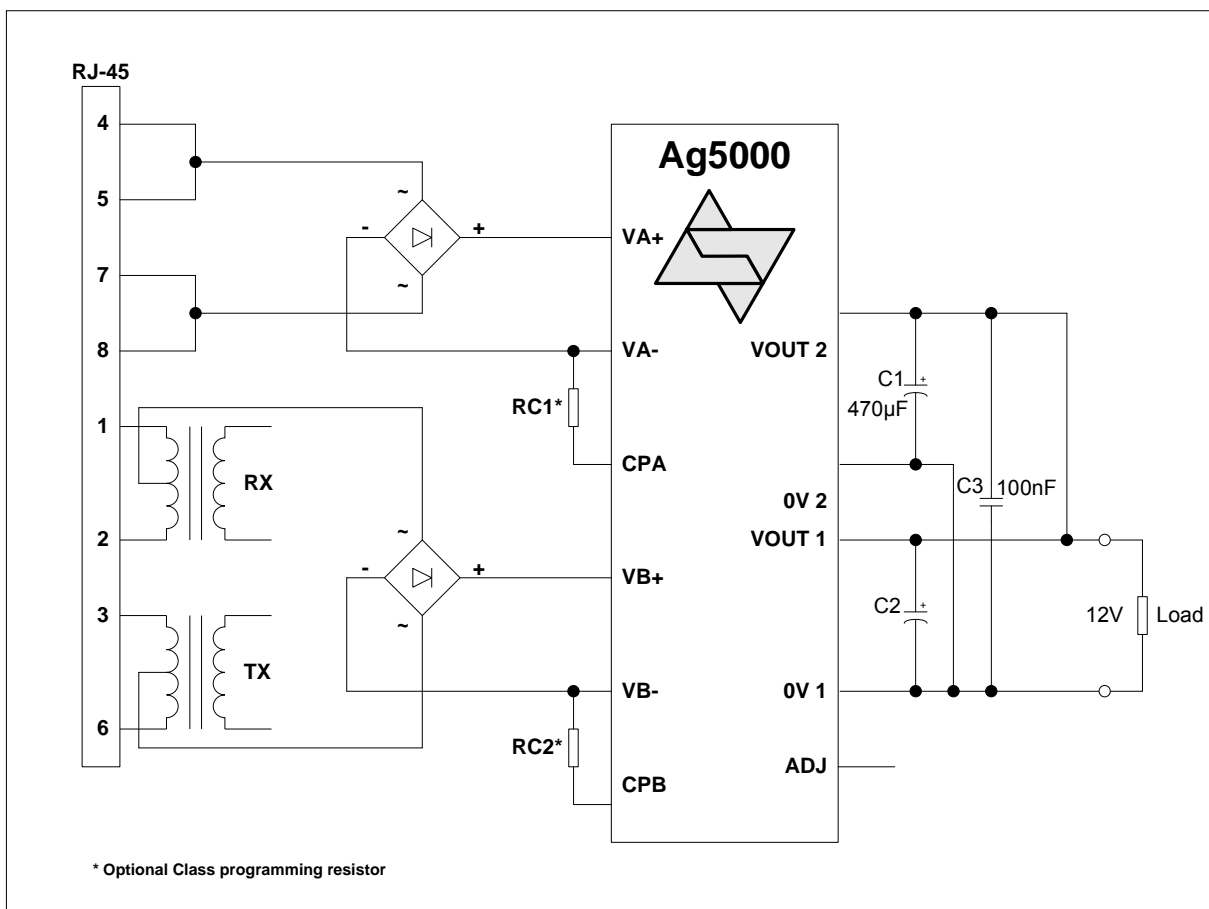 RJ-45
4
5
7
8
1
2
3
6
~
-
+
~
RX
TX
~
-
+
~
RC1*
RC2*
Ag5000
VA+
VA-
CPA
VB+
VB-
CPB
VOUT 2
0V 2
VOUT 1
0V 1
ADJ
C1
+
470µF
C3
100nF
C2
+
12V
Load
* Optional Class programming resistor